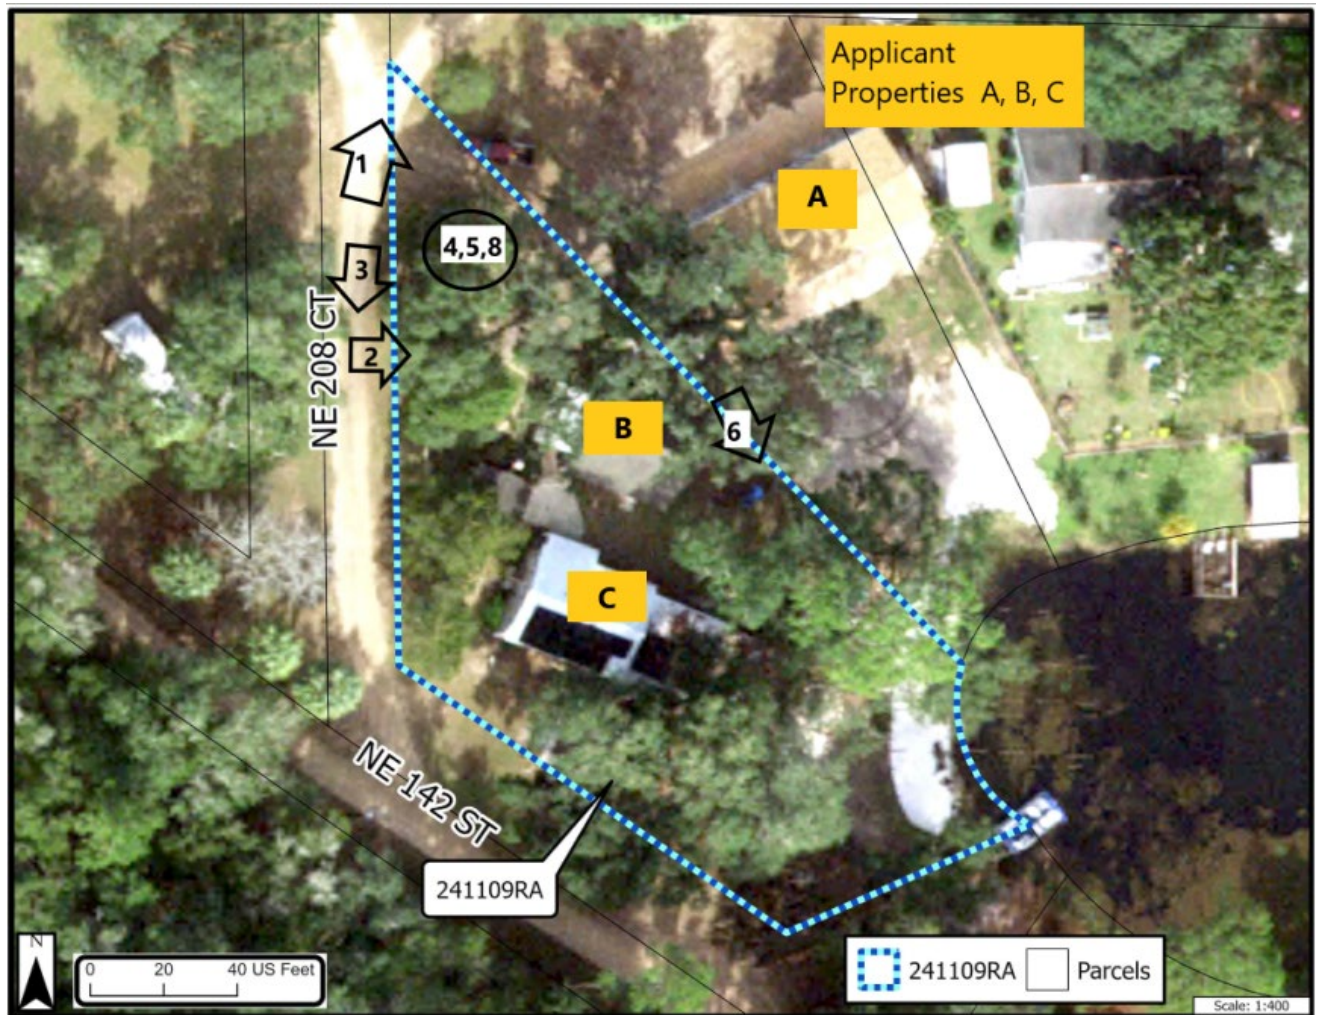 Applicant
Properties A, B, C
1
A
4,5,8
3
NE 208 CT
2
B
6
C
NE 142 ST
241109RA
N
0 20 40 US Feet
241109RA Parcels
Scale: 1:400